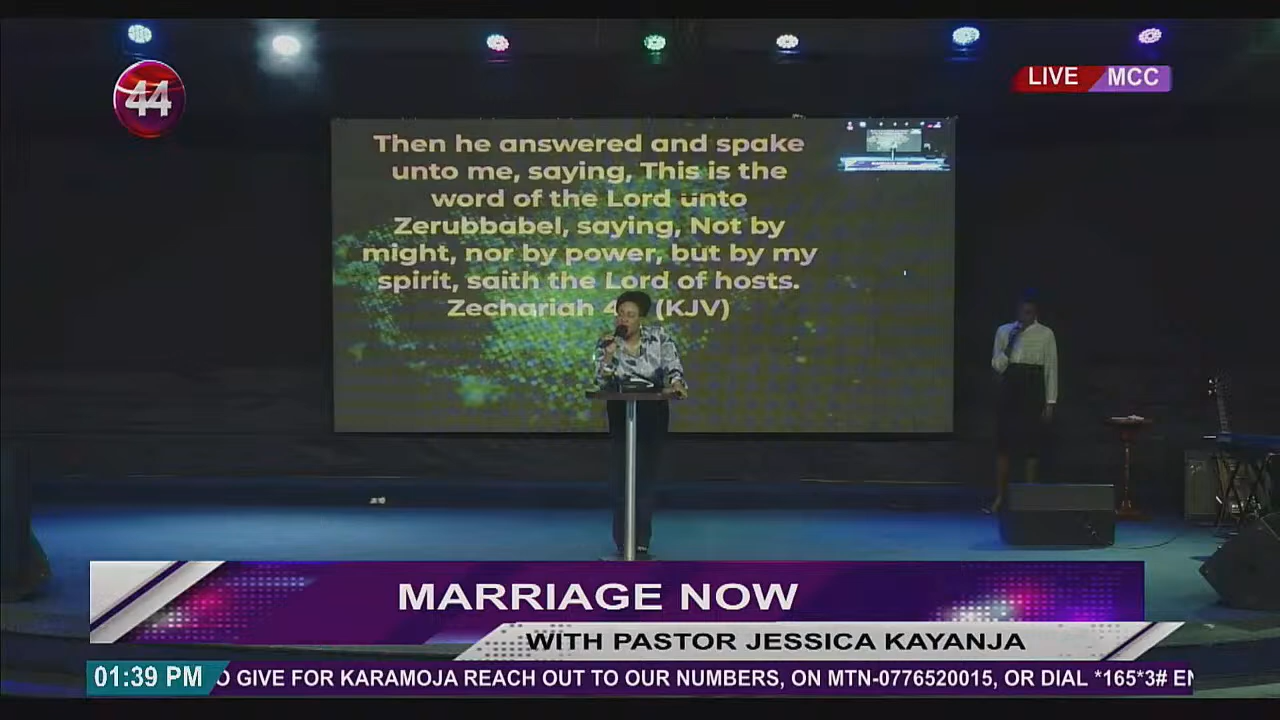 44
LIVE MCC
Then he answered and spake
unto me, saying, This is the
word of the Lord unto
Zerubbabel, saying, Not by
might, nor by power, but by my
spirit, saith the Lord of hosts.
Zechariah (KJV)
MARRIAGE NOW
WITH PASTOR JESSICA KAYANJA
01:39 PM GIVE FOR KARAMOJA REACH OUT TO OUR NUMBERS, ON MTN-0776520015, OR DIAL *165*3#